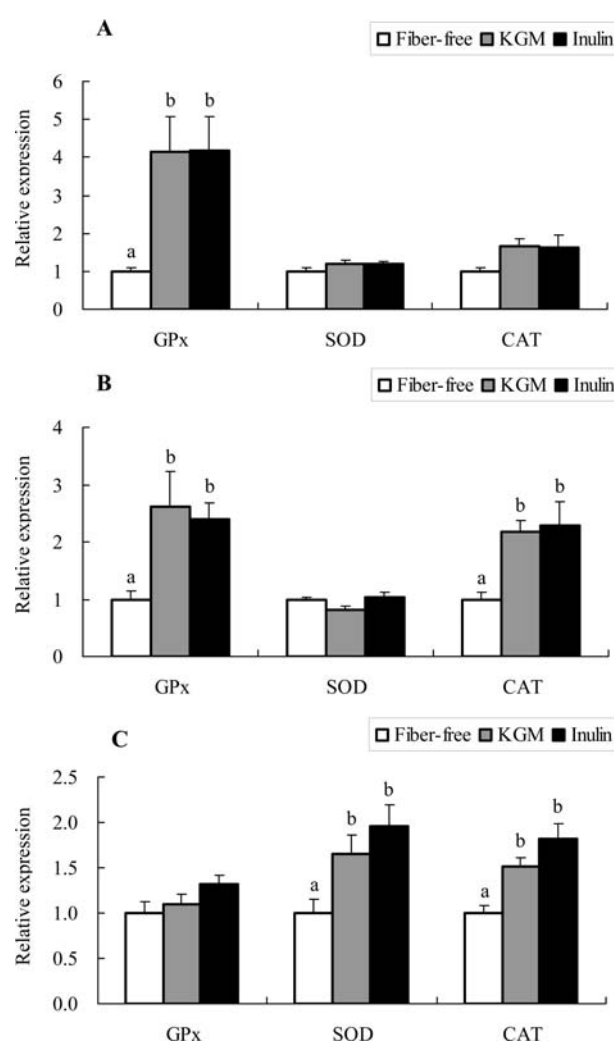 A
Fiber-free KGM Inulin
6
b b
5
4
3
2
a
1
0
Relative expression
GPx SOD CAT
B
Fiber-free KGM Inulin
4
b b b b
3
2
a a
1
0
Relative expression
GPx SOD CAT
C
Fiber-free KGM Inulin
2.5
b b b b
2.0
1.5
a a
1.0
0.5
0.0
Relative expression
GPx SOD CAT